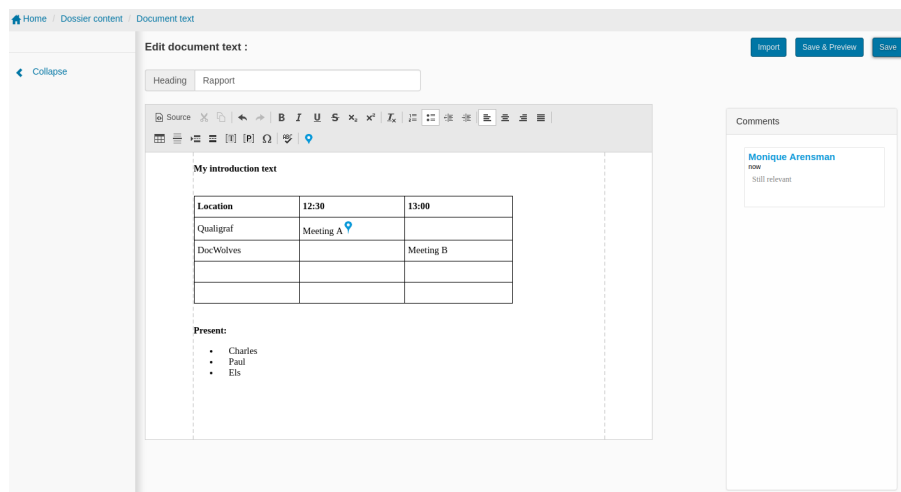 Home / Dossier content / Document text
Edit document text :
Import
Save & Preview
Save
Collapse
Heading
Rapport
Source
Comments
Monique Arensman
now
Still relevant
My introduction text
Location 12:30 13:00
Qualigraf Meeting A
DocWolves Meeting B
Present:
• Charles
• Paul
• Els